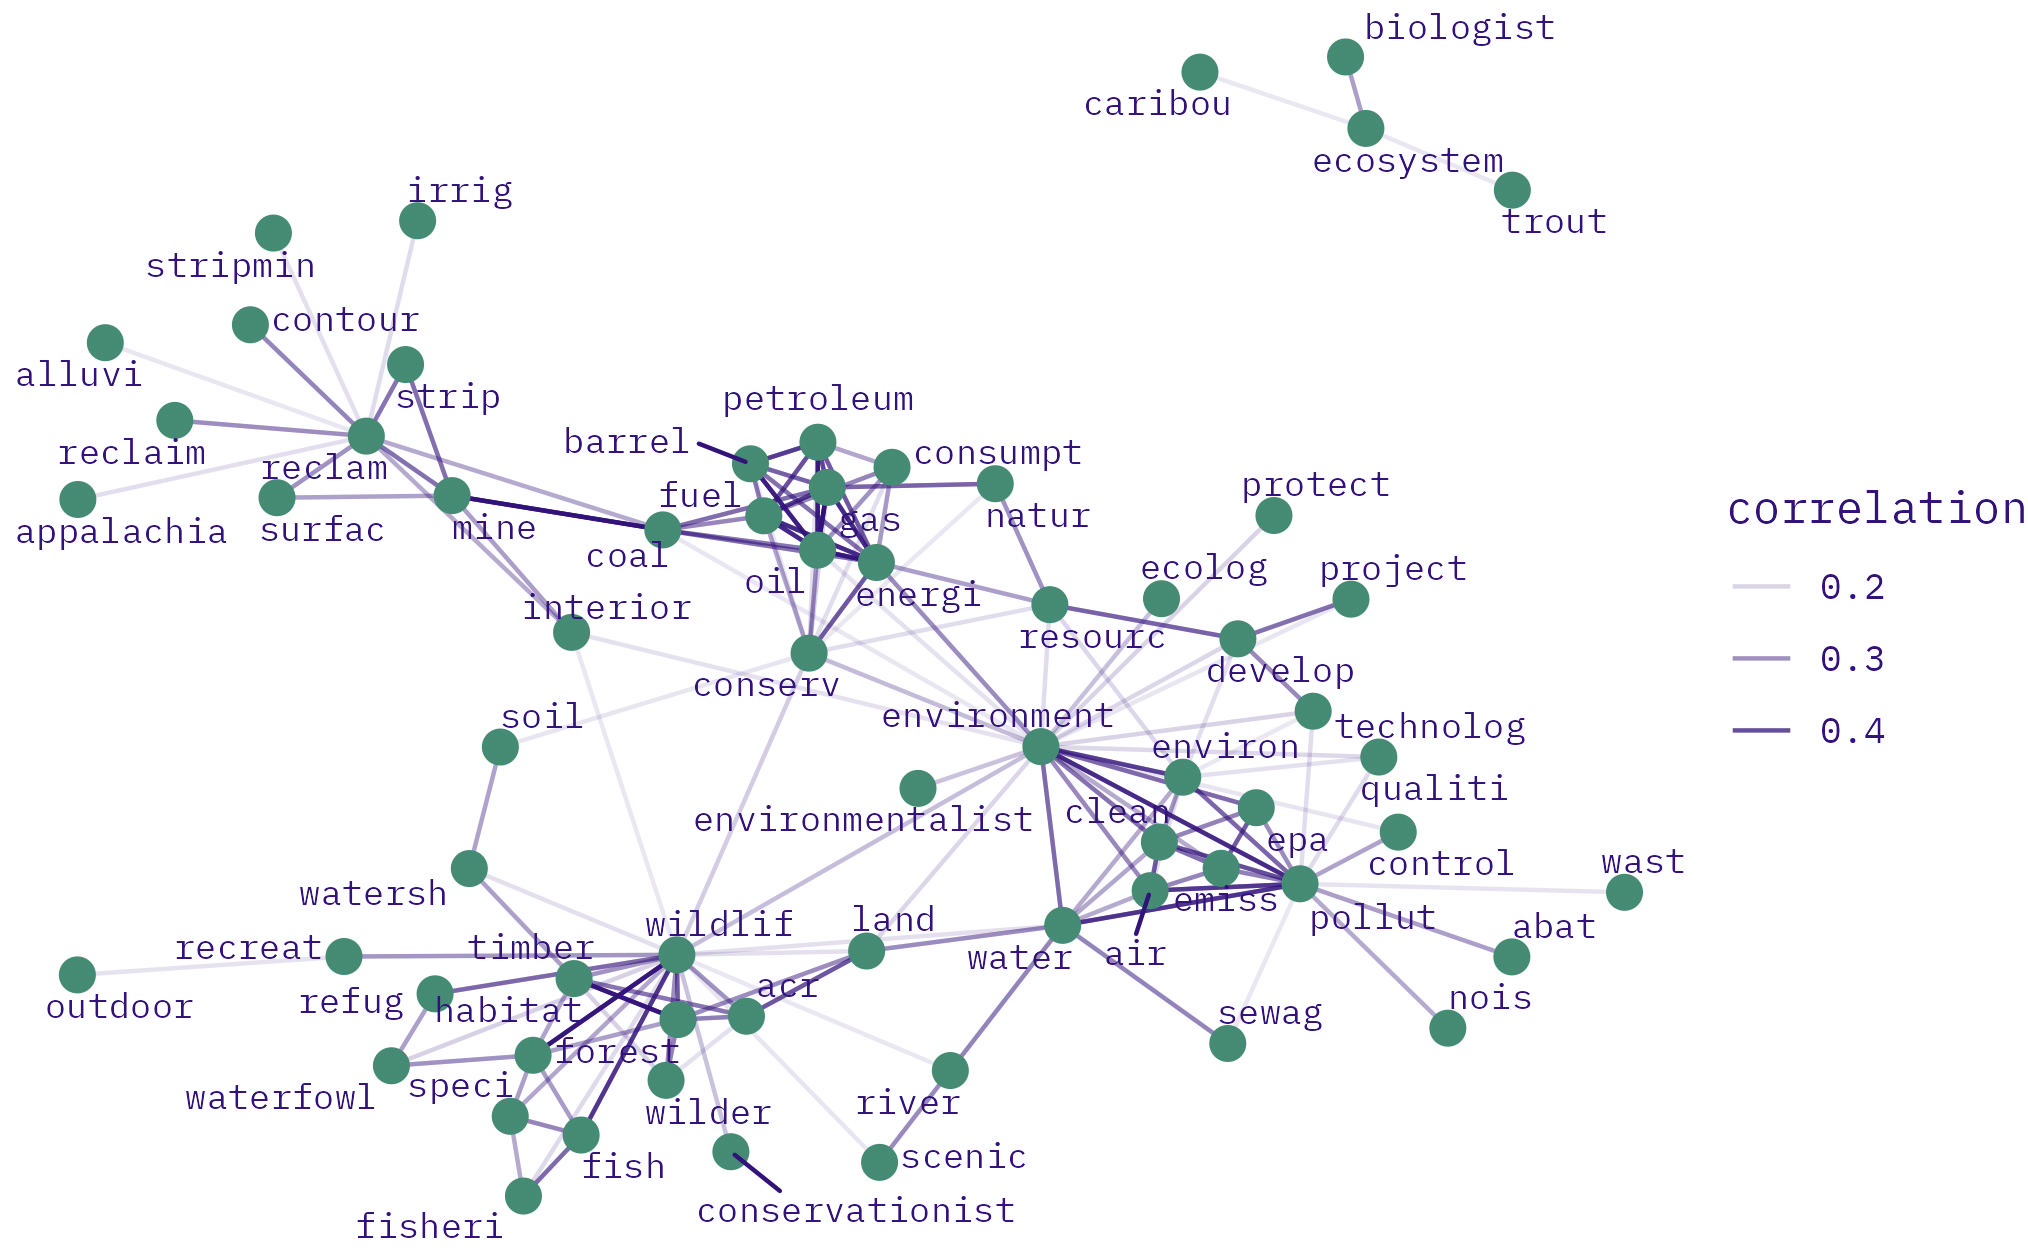 biologist
caribou
ecosystem
irrig
trout
stripmin
contour
alluvi
strip
petroleum
barrel
consumpt
reclaim
reclam
protect
fuel
correlation
gas
natur
appalachia
surfac
mine
coal
ecolog
project
oil
0.2
energi
interior
resourc
0.3
develop
conserv
soil
environment
technolog
0.4
environ
qualiti
clean
environmentalist
epa
control
wast
watersh
emiss
pollut
land
wildlif
abat
recreat
timber
water
air
acr
nois
refug
outdoor
habitat
sewag
forest
speci
waterfowl
river
wilder
scenic
fish
conservationist
fisheri